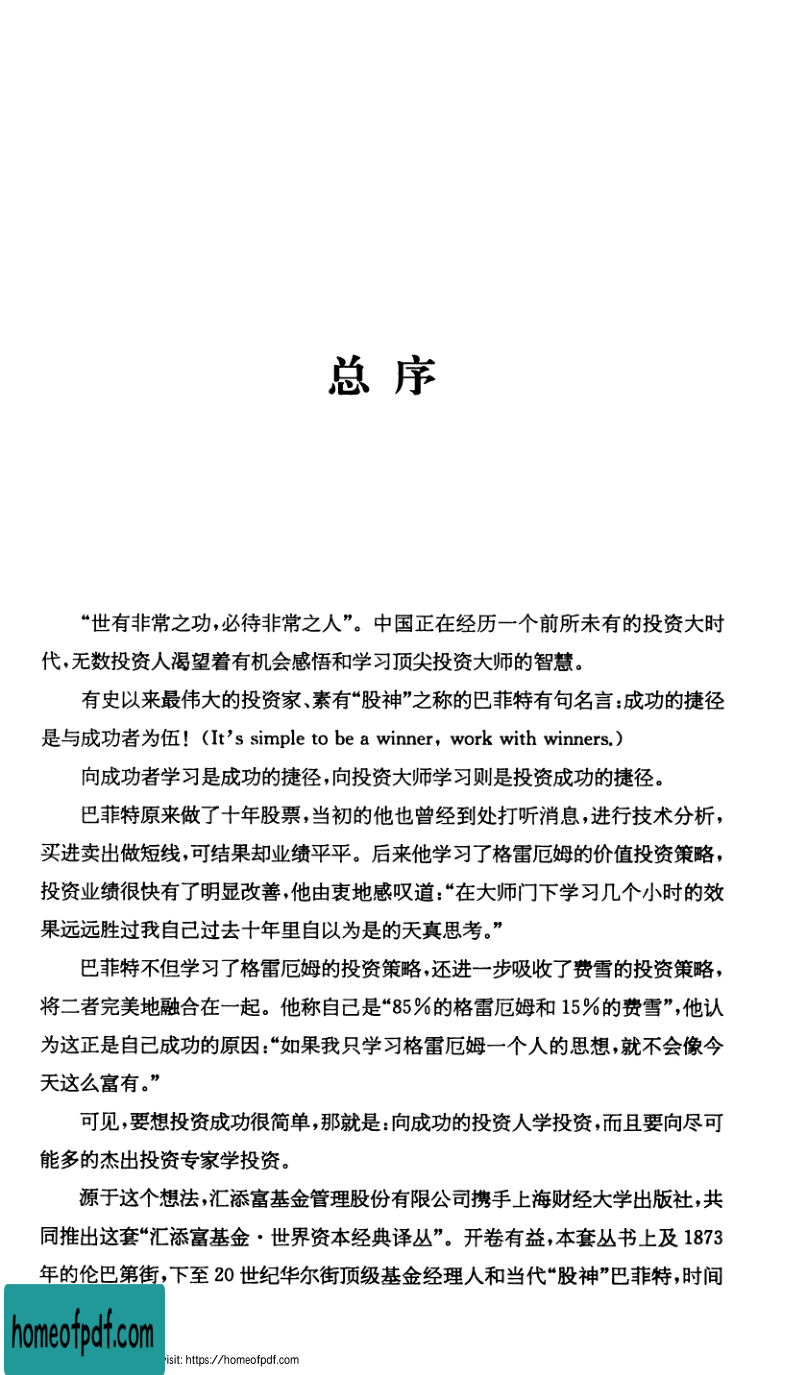 总序
“世有非常之功,必待非常之人”。中国正在经历一个前所未有的投资大时
代,无数投资人渴望着有机会感悟和学习顶尖投资大师的智慧。
有史以来最伟大的投资家、素有“股神”之称的巴菲特有句名言:成功的捷径
是与成功者为伍!(It's simple to be a winner, work with winners.)
向成功者学习是成功的捷径,向投资大师学习则是投资成功的捷径。
巴菲特原来做了十年股票,当初的他也曾经到处打听消息,进行技术分析,
买进卖出做短线,可结果却业绩平平。后来他学习了格雷厄姆的价值投资策略,
投资业绩很快有了明显改善,他由衷地感叹道:“在大师门下学习几个小时的效
果远远胜过我自己过去十年里自以为是的天真思考。”
巴菲特不但学习了格雷厄姆的投资策略,还进一步吸收了费雪的投资策略,
将二者完美地融合在一起。他称自己是“85%的格雷厄姆和15%的费雪”,他认
为这正是自己成功的原因:“如果我只学习格雷厄姆一个人的思想,就不会像今
天这么富有。”
可见,要想投资成功很简单,那就是:向成功的投资人学投资,而且要向尽可
能多的杰出投资专家学投资。
源于这个想法,汇添富基金管理股份有限公司携手上海财经大学出版社,共
同推出这套“汇添富基金·世界资本经典译丛”。开卷有益,本套丛书上及1873
年的伦巴第街,下至20世纪华尔街顶级基金经理人和当代“股神”巴菲特,时间
homeofpdf.com
visit: https://homeofpdf.com